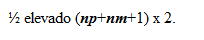 ½ elevado (np+nm+1) x 2.